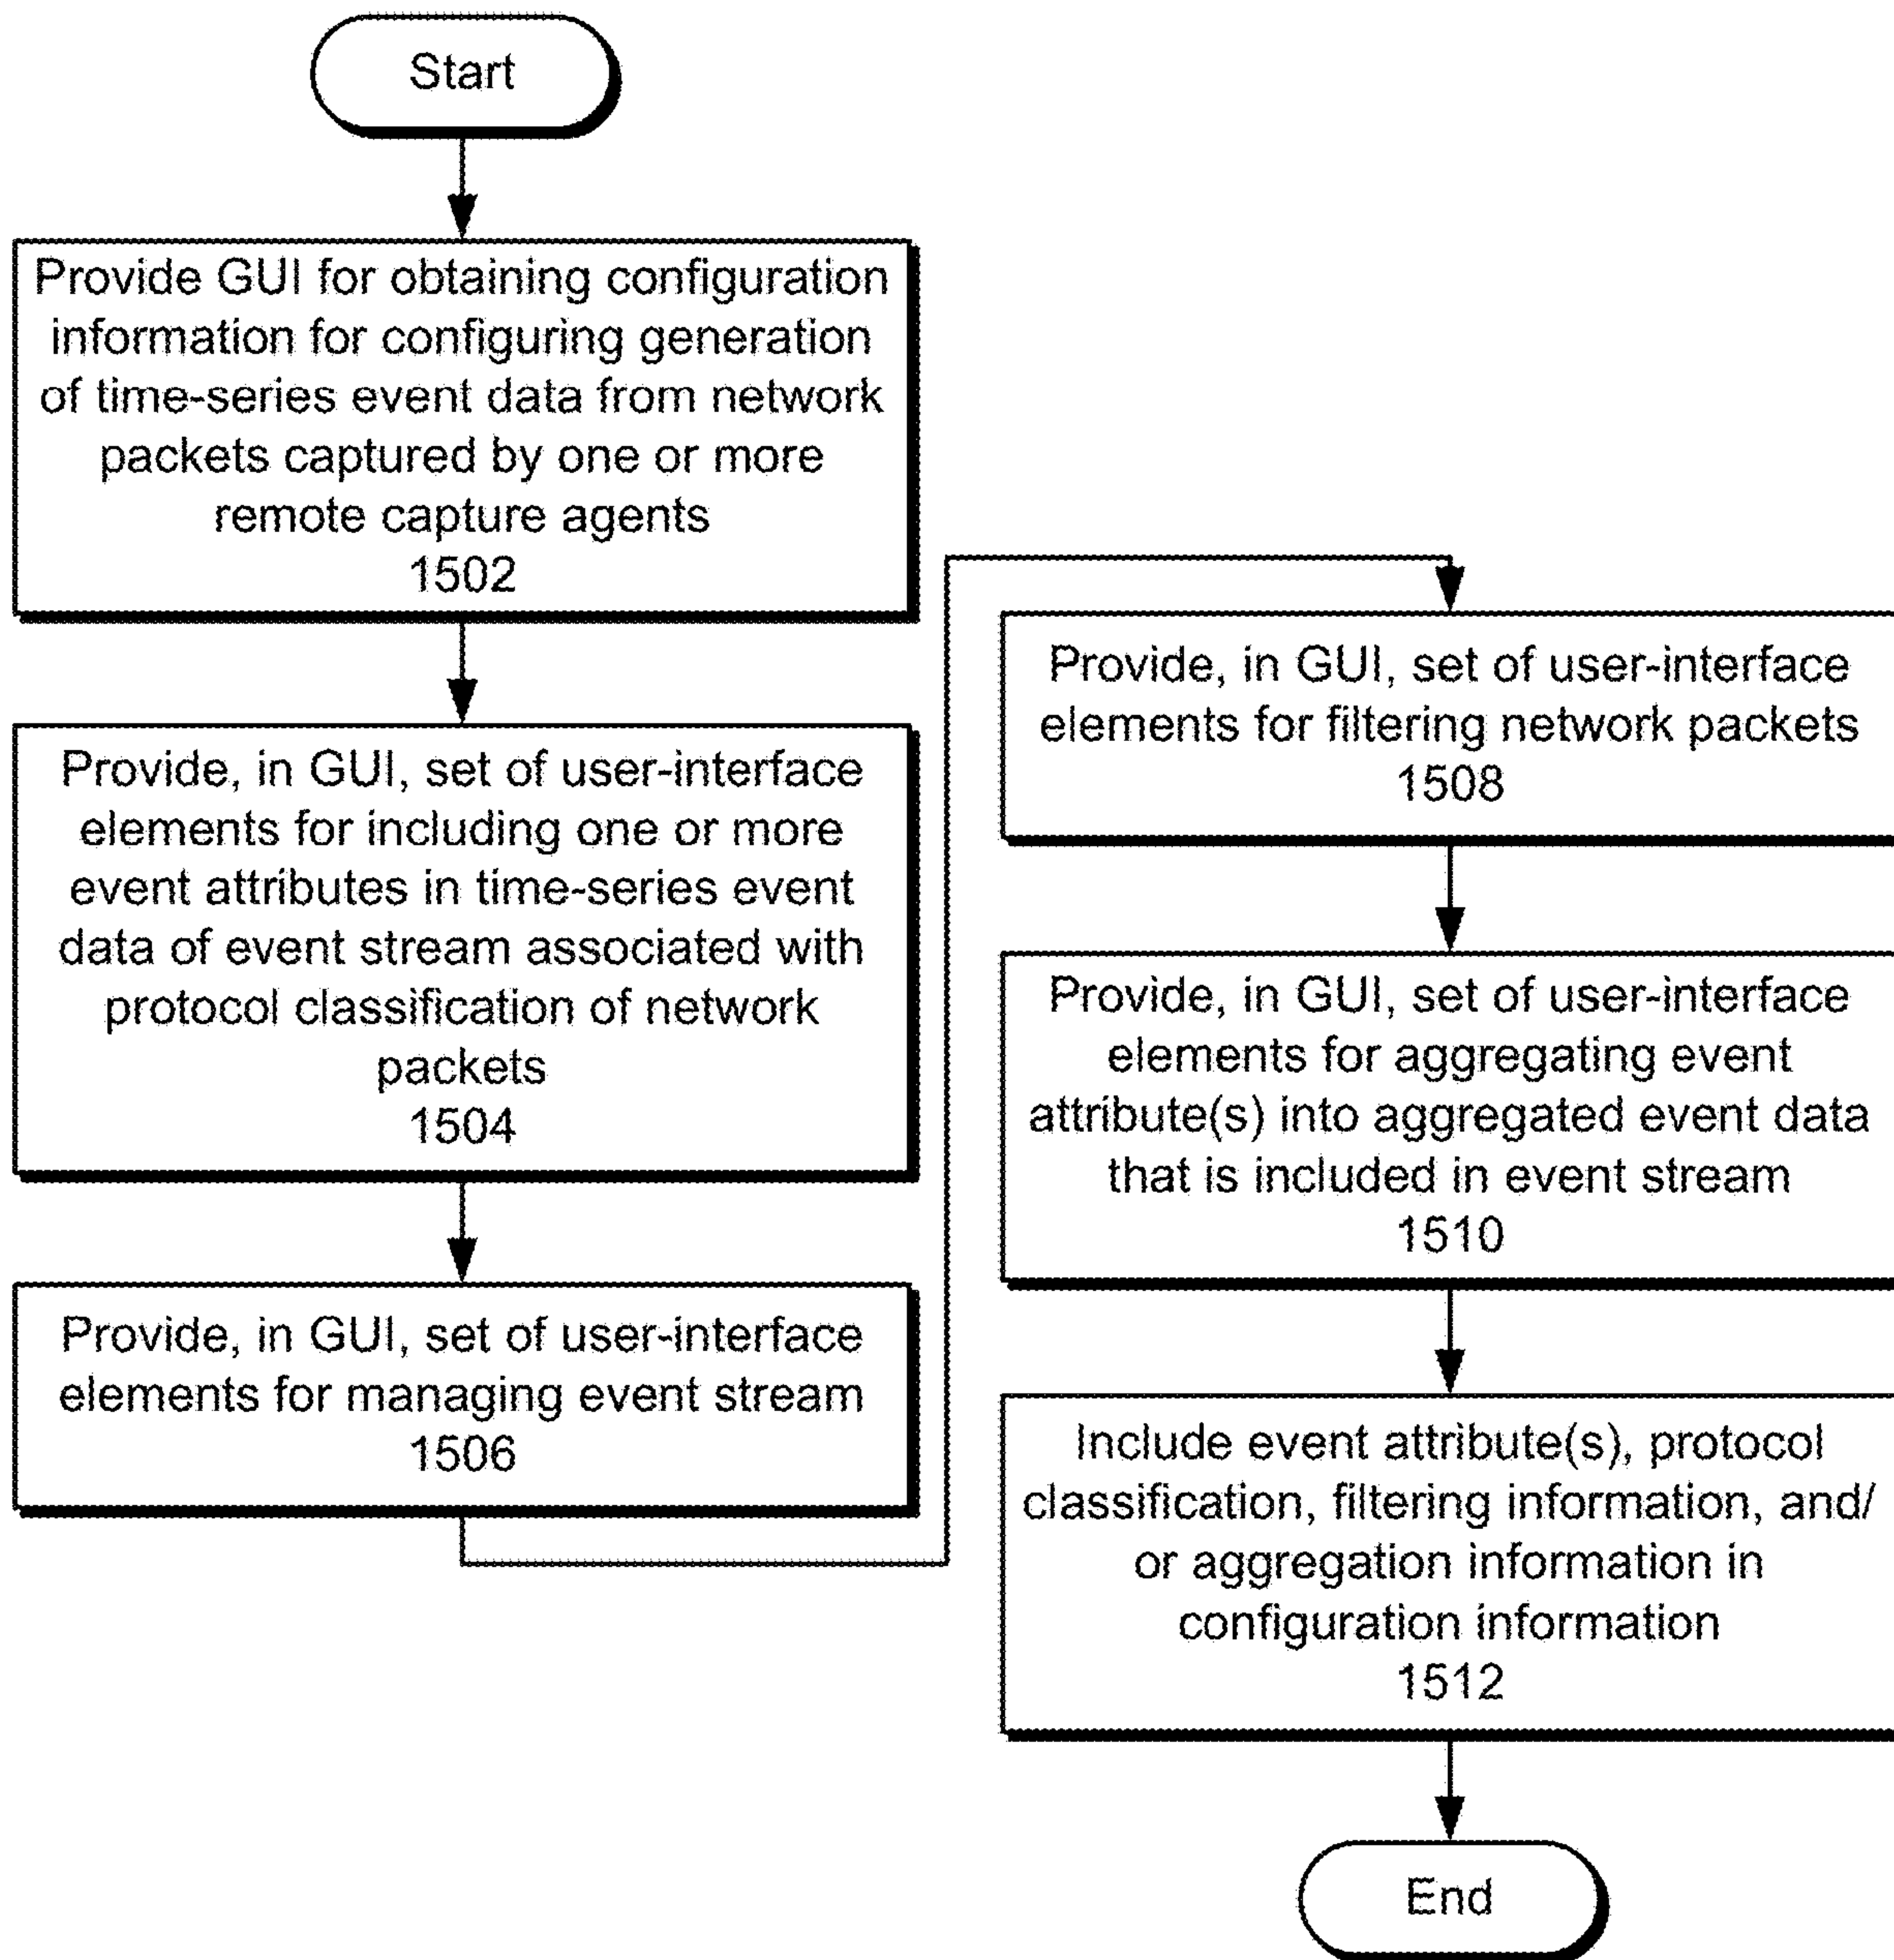 Start
Provide GUI for obtaining configuration
information for configuring generation
of time-series event data from network
packets captured by one or more
remote capture agents
1502
Provide, in GUI, set of user-interface
elements for including one or more
event attributes in time-series event
data of event stream associated with
protocol classification of network
packets
1504
Provide, in GUI, set of user-interface
elements for managing event stream
1506
Provide, in GUI, set of user-interface
elements for filtering network packets
1508
Provide, in GUI, set of user-interface
elements for aggregating event
attribute(s) into aggregated event data
that is included in event stream
1510
Include event attribute(s), protocol
classification, filtering information, and/
or aggregation information in
configuration information
1512
End